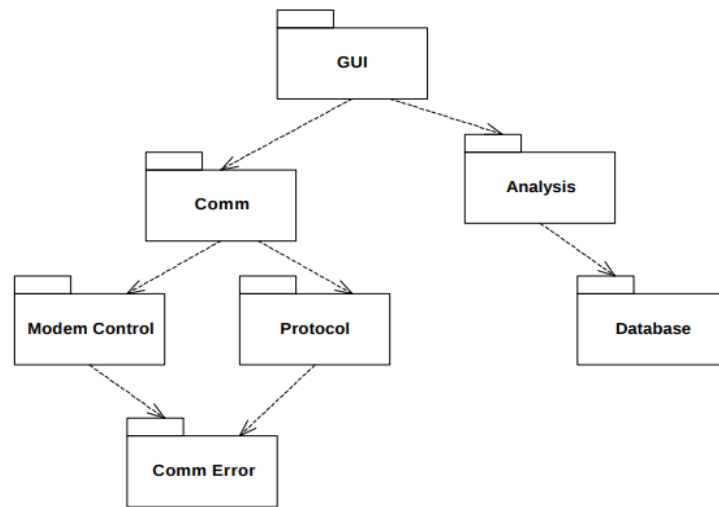 GUI
Comm
Analysis
Modem Control
Protocol
Database
Comm Error